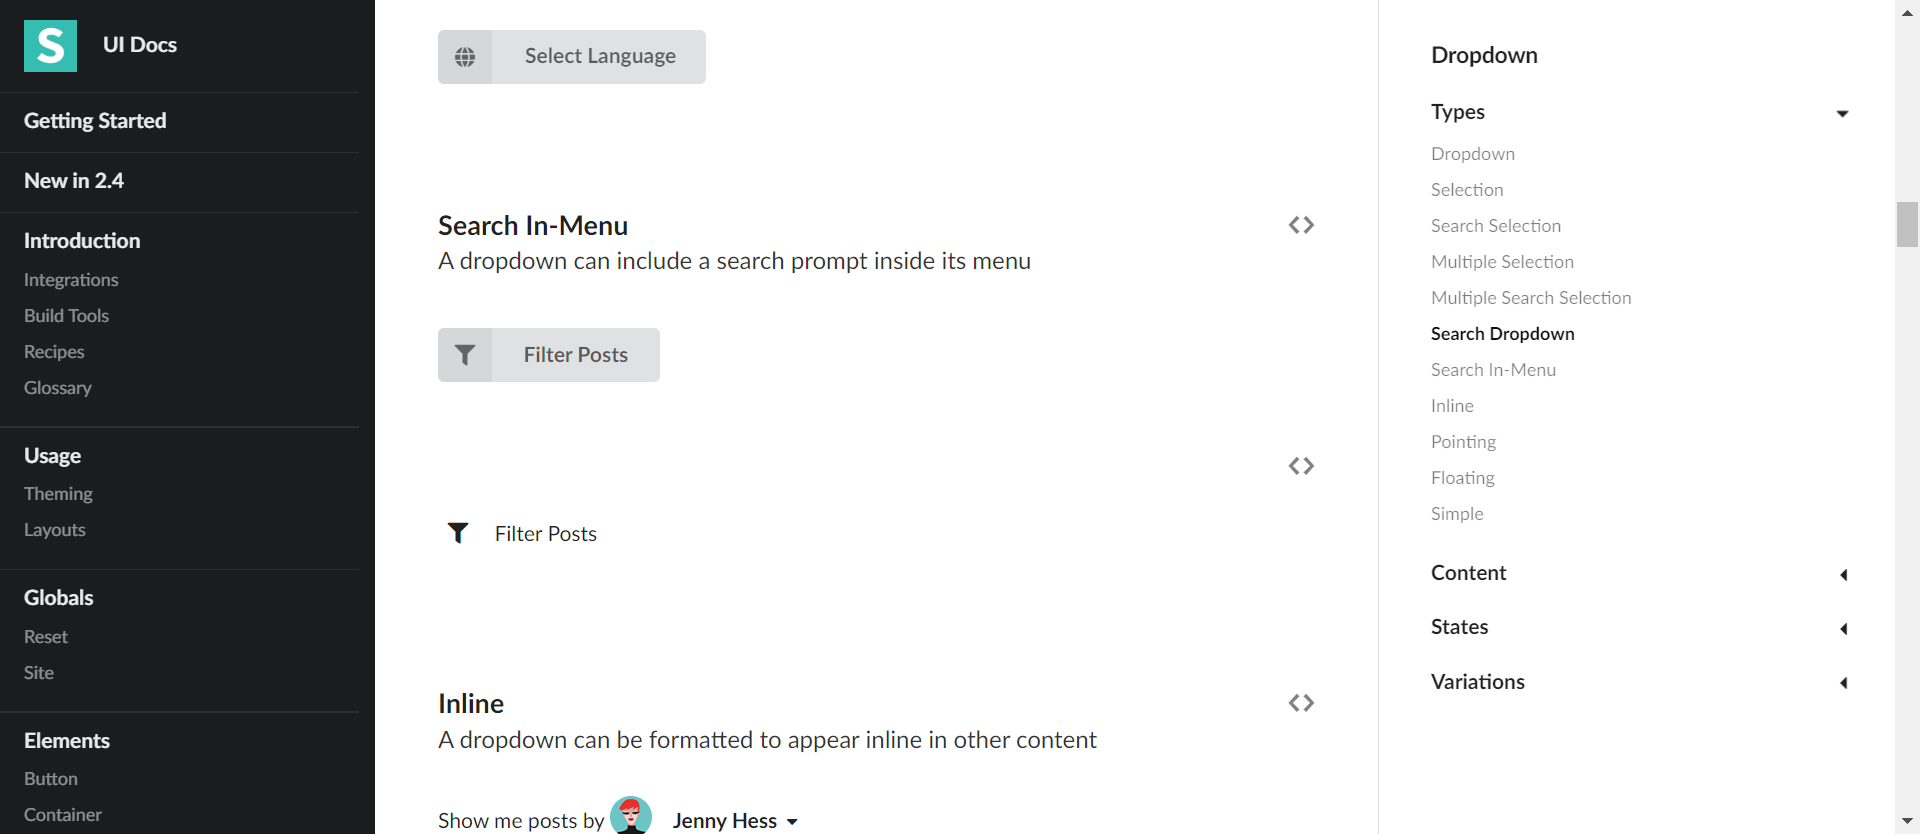 S
UI Docs
Getting Started
New in 2.4
Introduction
Integrations
Build Tools
Recipes
Glossary
Usage
Theming
Layouts
Globals
Reset
Site
Elements
Button
Container
Select Language
Search In-Menu
A dropdown can include a search prompt inside its menu
Filter Posts
Filter Posts
Inline
A dropdown can be formatted to appear inline in other content
Show me posts by Jenny Hess
Dropdown
Types
Dropdown
Selection
Search Selection
Multiple Selection
Multiple Search Selection
Search Dropdown
Search In-Menu
Inline
Pointing
Floating
Simple
Content
States
Variations